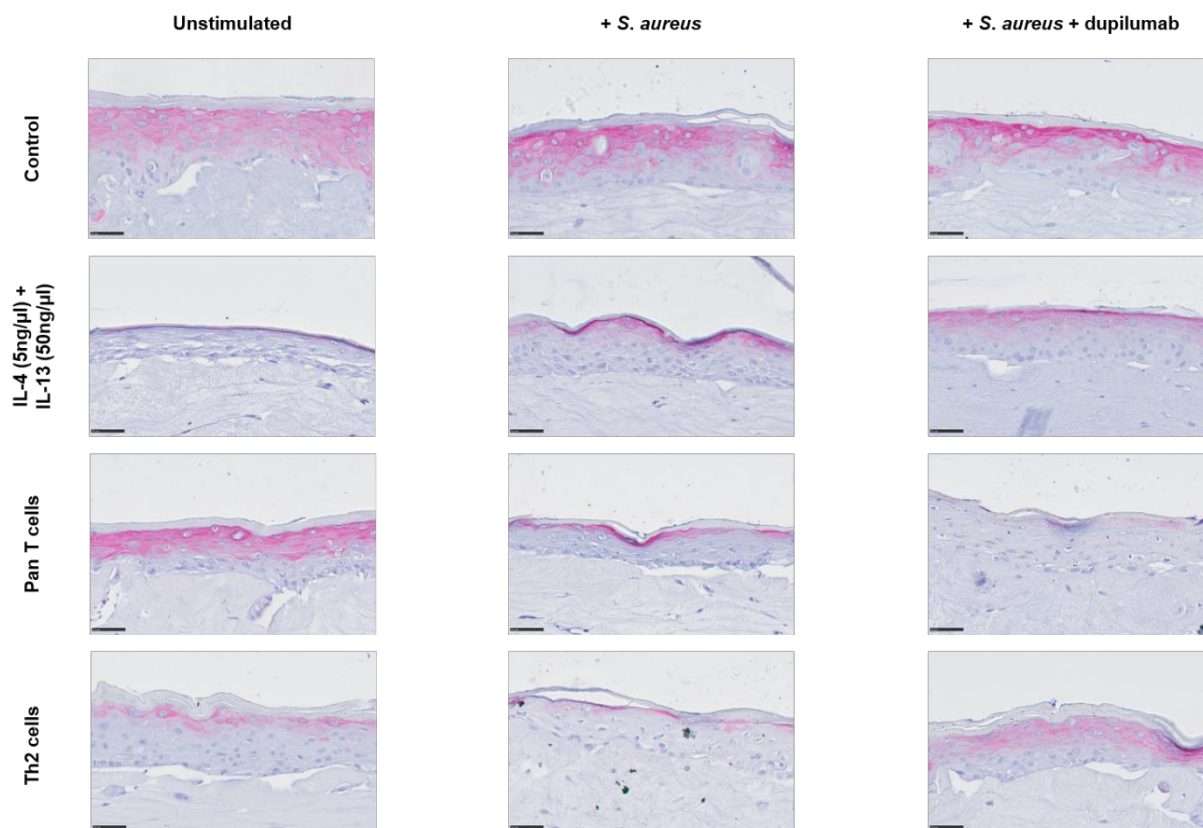 Unstimulated
+ S. aureus
+ S. aureus + dupilumab
Control
IL-4 (5ng/µl) +
IL-13 (50ng/µl)
Pan T cells
Th2 cells